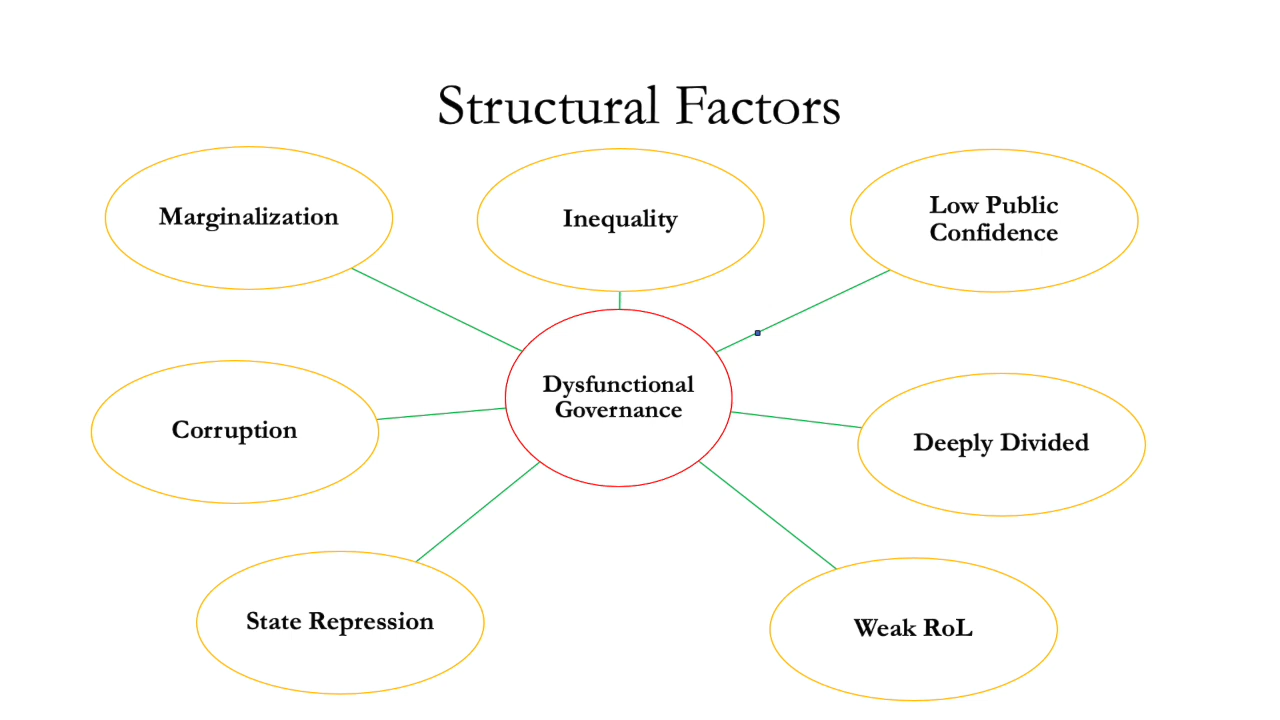 Structural Factors
Marginalization
Inequality
Low Public
Confidence
Dysfunctional
Governance
Corruption
Deeply Divided
State Repression
Weak RoL